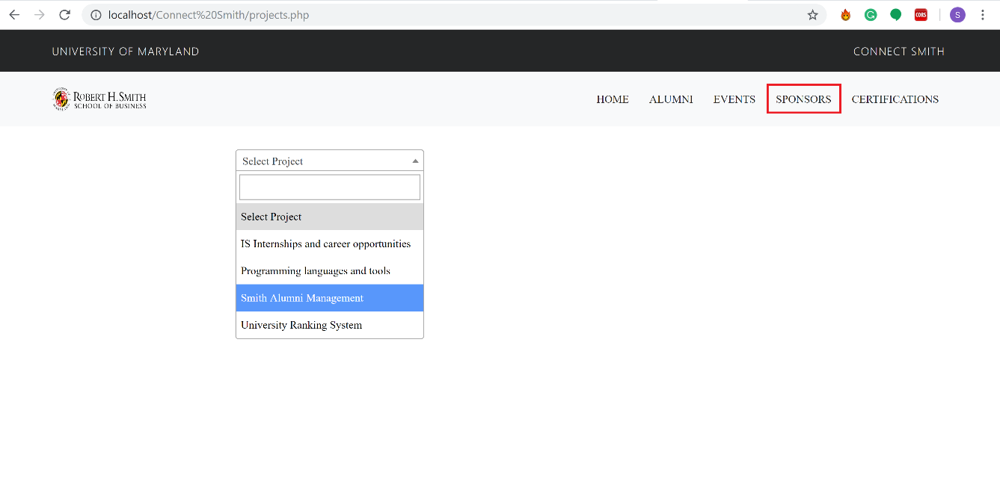 localhost/Connect%20Smith/projects.php
CORS
S
UNIVERSITY OF MARYLAND
CONNECT SMITH
ROBERT H. SMITH
SCHOOL OF BUSINESS
HOME
ALUMNI
EVENTS
SPONSORS
CERTIFICATIONS
Select Project
Select Project
IS Internships and career opportunities
Programming languages and tools
Smith Alumni Management
University Ranking System